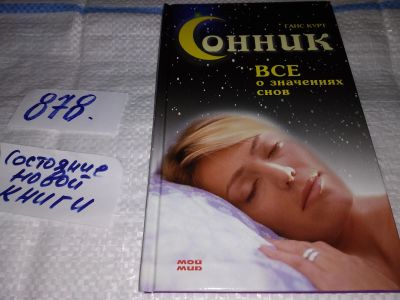 ГАНС КУРТ
Сонник
ВСЕ
о значениях
снов
878.
Состояние
новой
книги
мой
мир